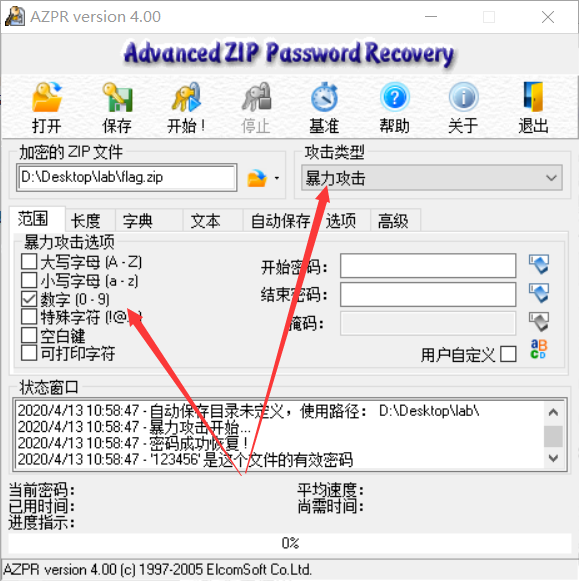 AZPR version 4.00
Advanced ZIP Password Recovery
打开 保存 开始! 停止 基准 帮助 关于 退出
加密的 ZIP 文件 攻击类型
D:\Desktop\lab\flag.zip 暴力攻击
范围 长度 字典 文本 自动保存 选项 高级
暴力攻击选项
大写字母 (A - Z)
小写字母 (a - z)
数字 (0 - 9)
特殊字符 (!@...)
空白键
可打印字符
开始密码:
结束密码:
掩码:
用户自定义
状态窗口
2020/4/13 10:58:47 - 自动保存目录未定义,使用路径: D:\Desktop\lab\
2020/4/13 10:58:47 - 暴力攻击开始...
2020/4/13 10:58:47 - 密码成功恢复!
2020/4/13 10:58:47 - '123456' 是这个文件的有效密码
当前密码: 平均速度:
已用时间: 尚需时间:
进度指示:
0%
AZPR version 4.00 (c) 1997-2005 ElcomSoft Co.Ltd.